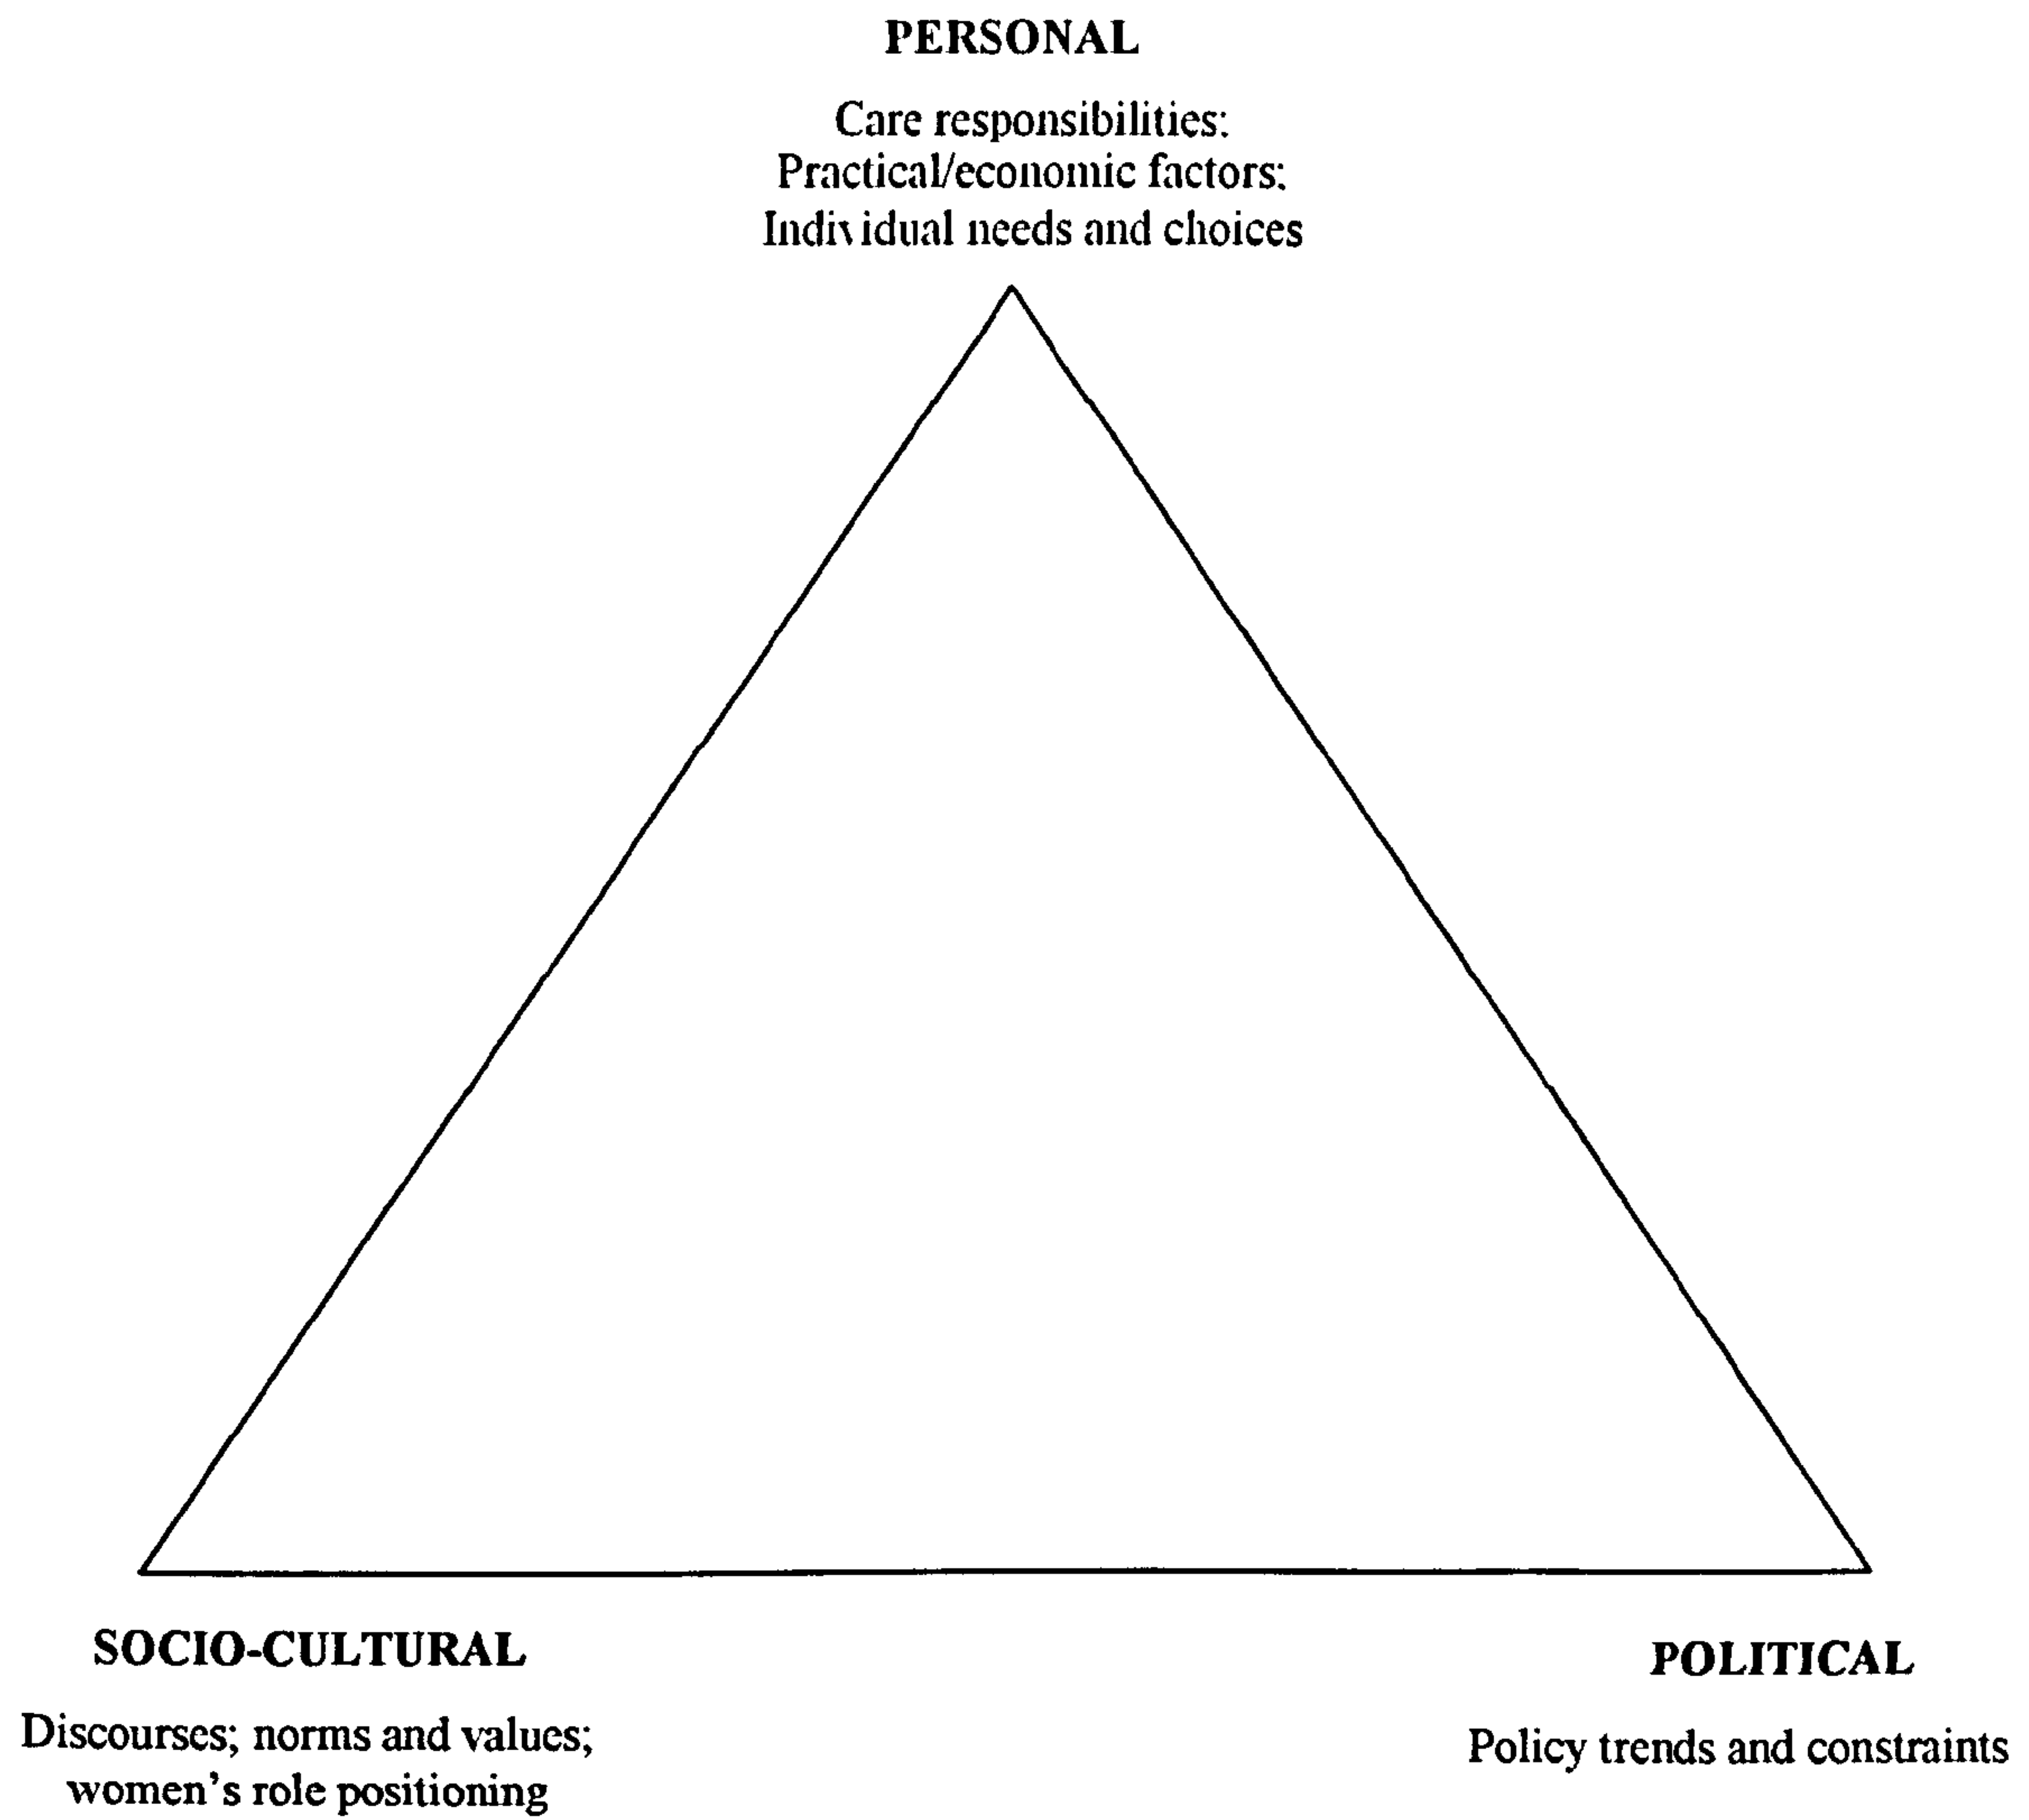 PERSONAL
Care responsibilities;
Practical/economic factors;
Individual needs and choices
SOCIO-CULTURAL
Discourses; norms and values;
women's role positioning
POLITICAL
Policy trends and constraints